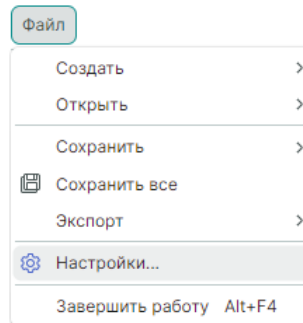 Файл
Создать
Открыть
Сохранить
Сохранить все
Экспорт
Настройки...
Завершить работу Alt+F4